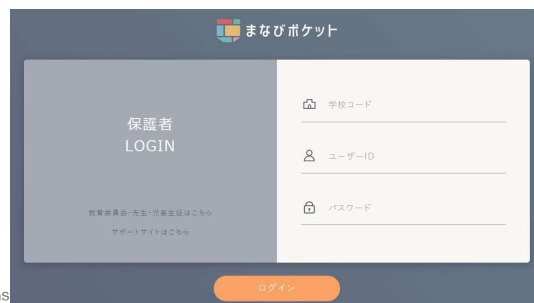 まなびポケット
保護者
LOGIN
教育委員会・先生・児童生徒はこちら
サポートサイトはこちら
学校コード
ユーザーID
パスワード
ログイン